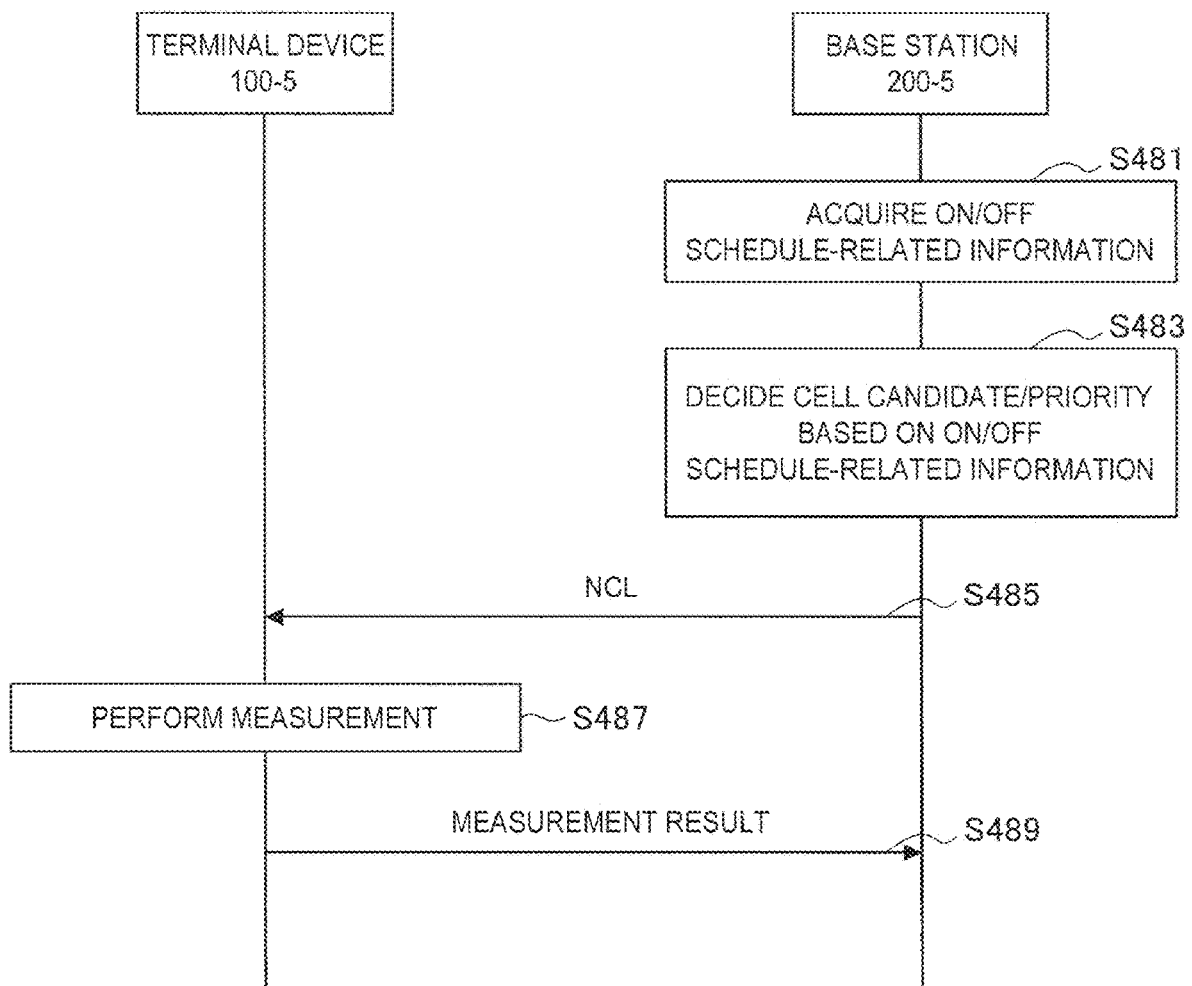 TERMINAL DEVICE
100-5
BASE STATION
200-5
S481
ACQUIRE ON/OFF
SCHEDULE-RELATED INFORMATION
S483
DECIDE CELL CANDIDATE/PRIORITY
BASED ON ON/OFF
SCHEDULE-RELATED INFORMATION
NCL
S485
PERFORM MEASUREMENT
S487
MEASUREMENT RESULT
S489